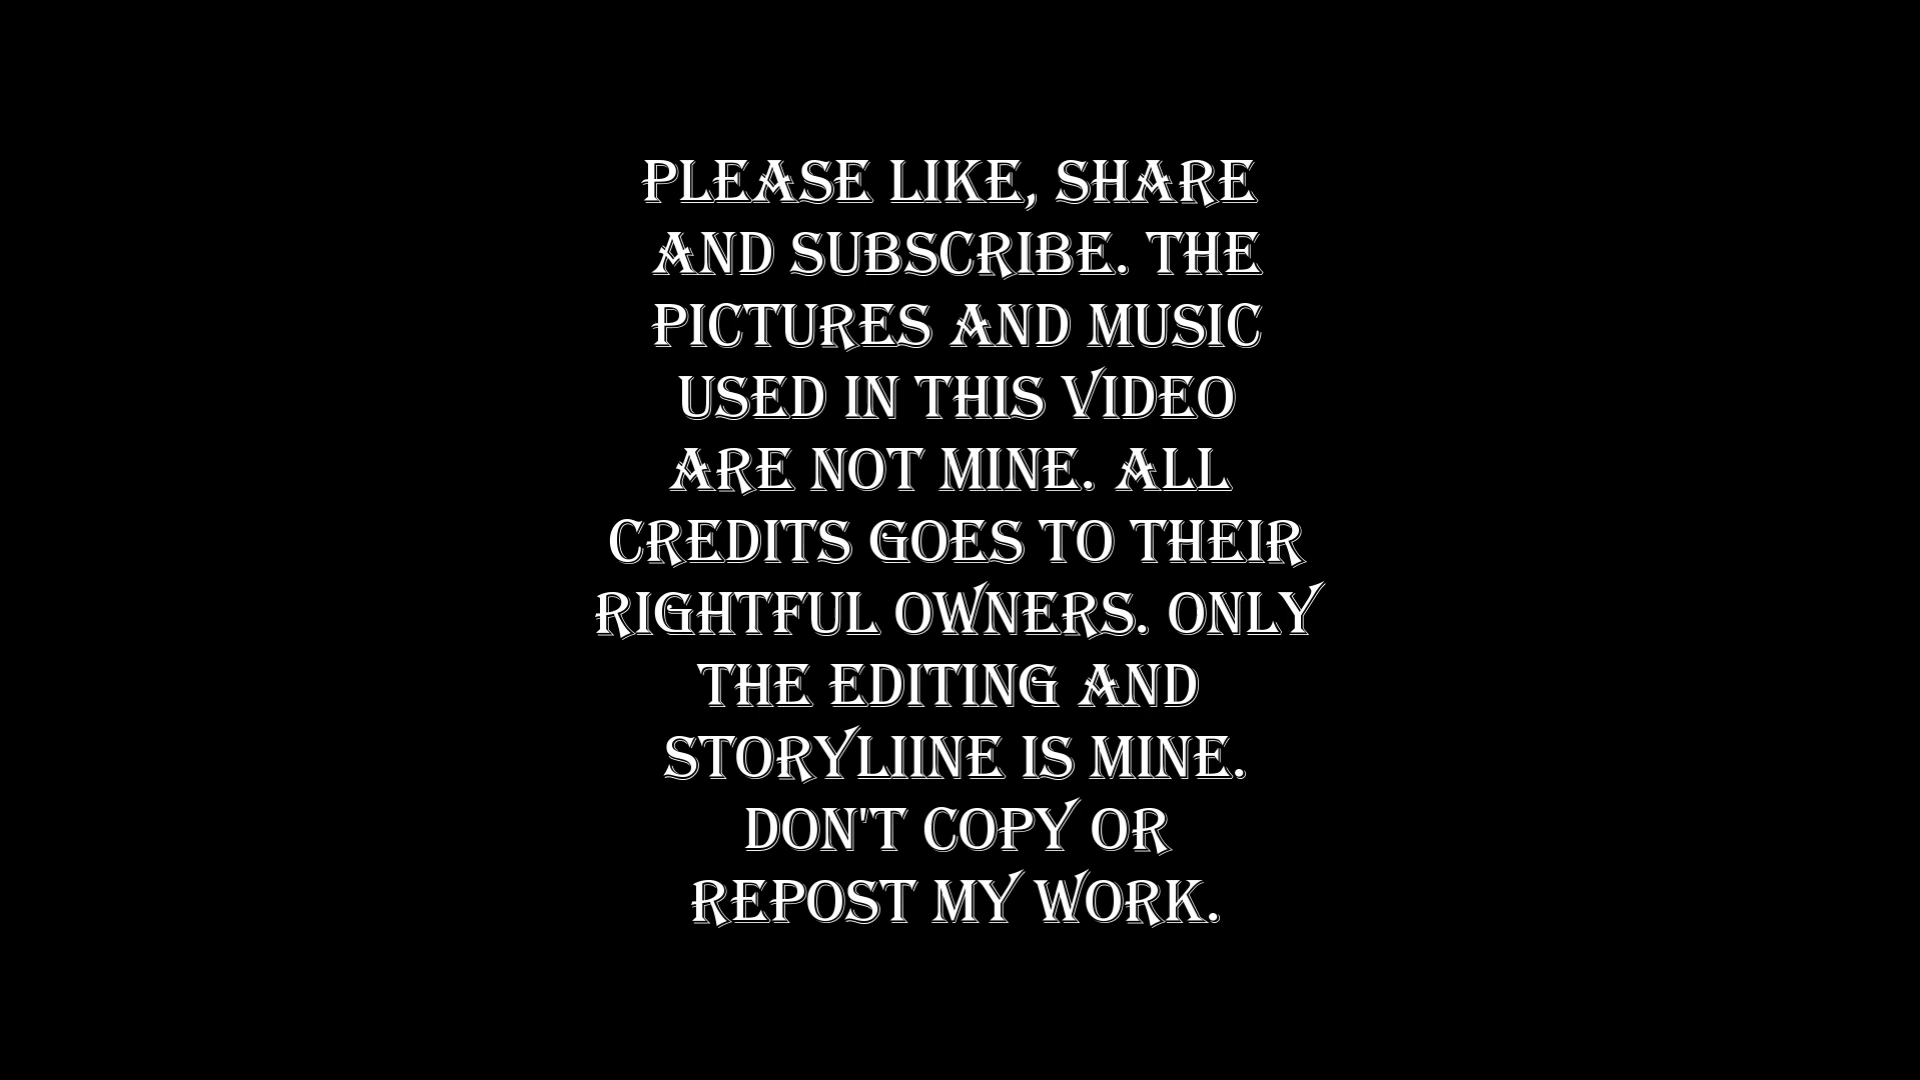 PLEASE LIKE, SHARE
AND SUBSCRIBE. THE
PICTURES AND MUSIC
USED IN THIS VIDEO
ARE NOT MINE. ALL
CREDITS GOES TO THEIR
RIGHTFUL OWNERS. ONLY
THE EDITING AND
STORYLIINE IS MINE.
DON'T COPY OR
REPOST MY WORK.